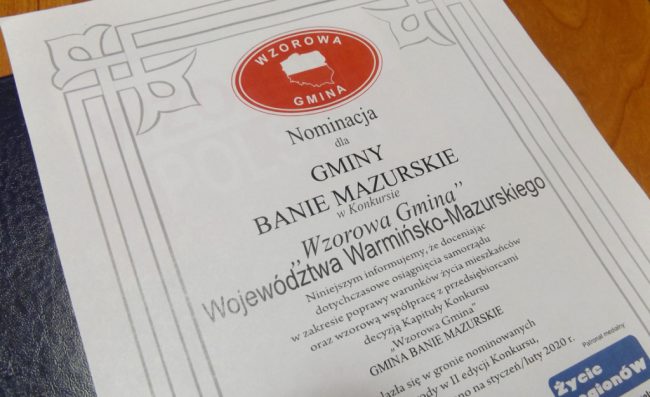 WZOROWA
GMINA
Nominacja
dla
GMINY
BANIE MAZURSKIE
w Konkursie
„Wzorowa Gmina”
Województwa Warmińsko-Mazurskiego
Niniejszym informujemy, że doceniając
dotychczasowe osiągnięcia samorządu
w zakresie poprawy warunków życia mieszkańców
oraz wzorową współpracę z przedsiębiorcami
decyzją Kapituły Konkursu
„Wzorowa Gmina”
GMINA BANIE MAZURSKIE
się w gronie nominowanych
w II edycji Konkursu,
na styczeń/luty 2020 r.
Patronat medialny
Życie